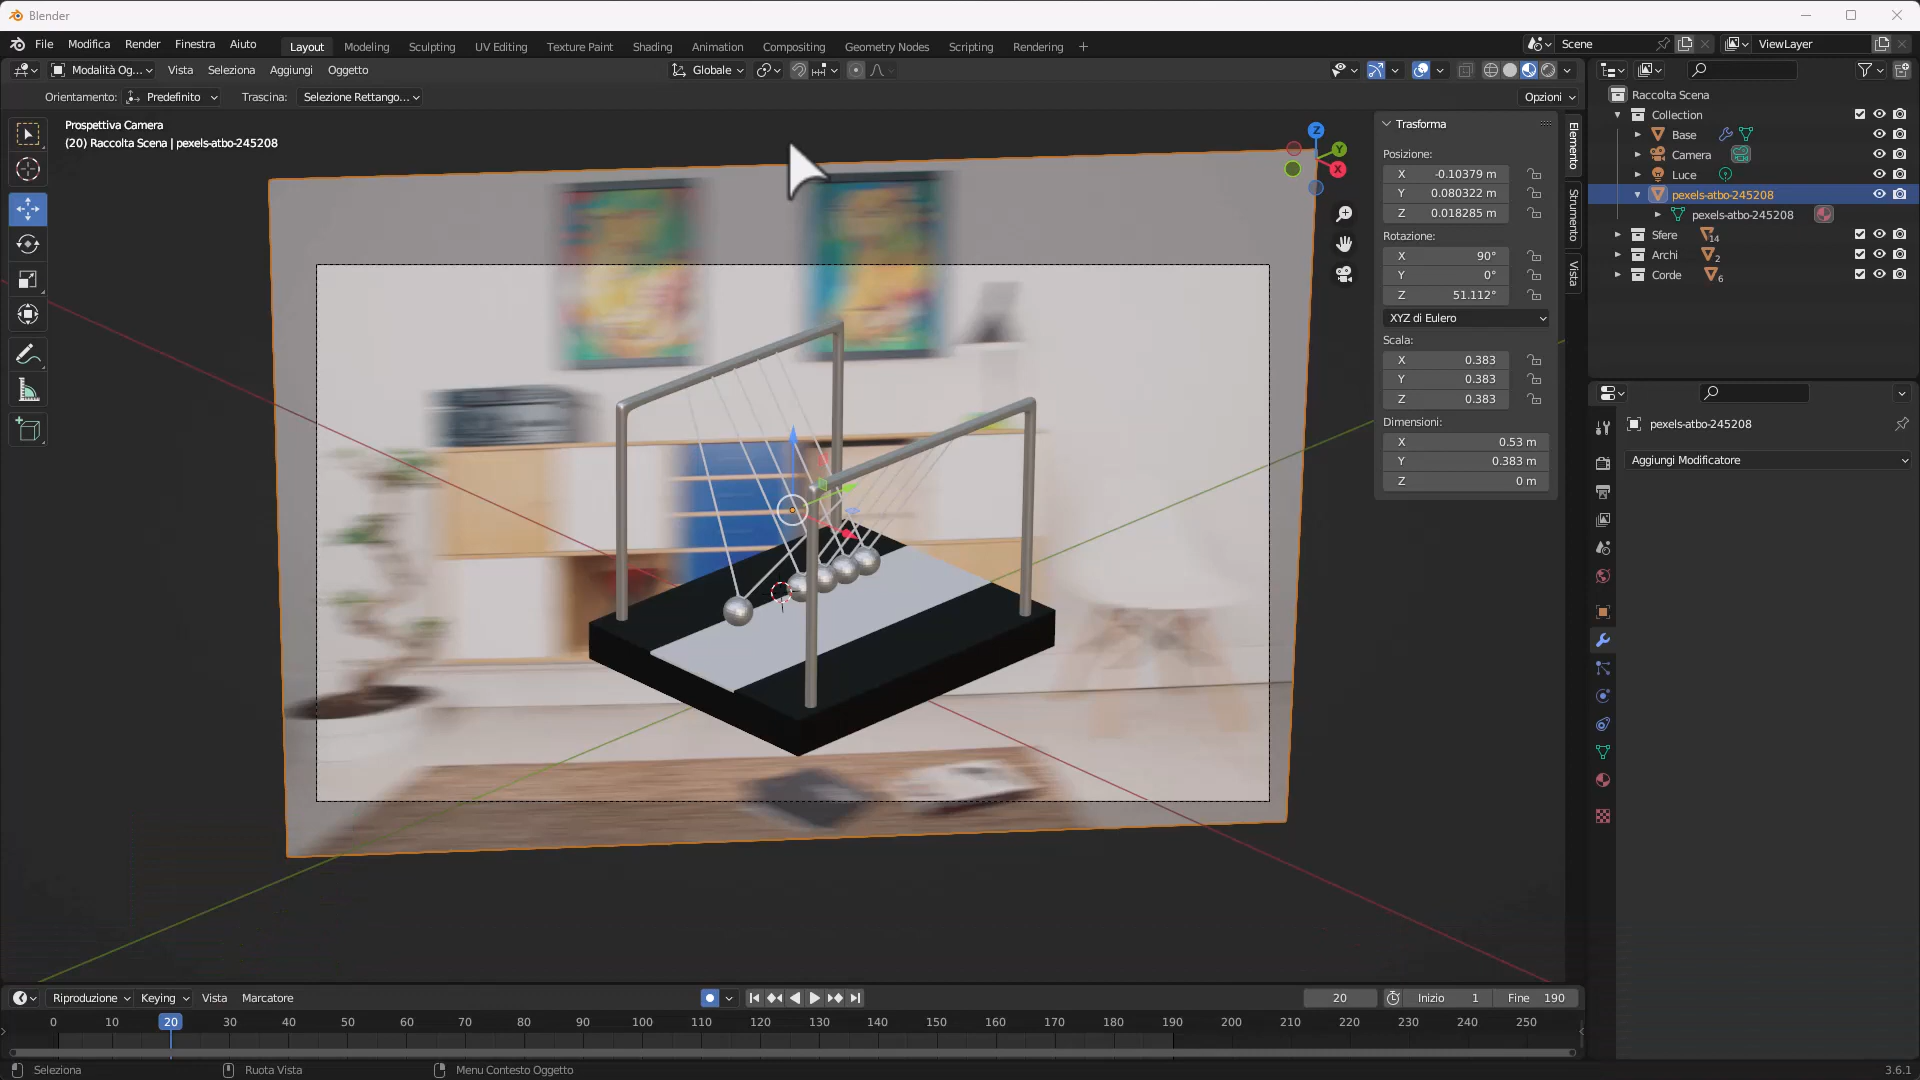 Blender
File Modifica Render Finestra Aiuto Layout Modeling Sculpting UV Editing Texture Paint Shading Animation Compositing Geometry Nodes Scripting Rendering + Scene ViewLayer
Modalità Og... Vista Seleziona Aggiungi Oggetto Globale
Orientamento: Predefinito Trascina: Selezione Rettango... Opzioni
Prospettiva Camera
(20) Raccolta Scena | pexels-atbo-245208
Z
Y
X
Trasforma
Posizione:
X -0.10379 m
Y 0.080322 m
Z 0.018285 m
Rotazione:
X 90°
Y 0°
Z 51.112°
XYZ di Eulero
Scala:
X 0.383
Y 0.383
Z 0.383
Dimensioni:
X 0.53 m
Y 0.383 m
Z 0 m
Elemento
Strumento
Vista
Raccolta Scena
Collection
Base
Camera
Luce
pexels-atbo-245208
pexels-atbo-245208
Sfere 14
Archi 2
Corde 6
pexels-atbo-245208
Aggiungi Modificatore
Riproduzione Keying Vista Marcatore 20 Inizio 1 Fine 190
0 10 20 30 40 50 60 70 80 90 100 110 120 130 140 150 160 170 180 190 200 210 220 230 240 250
Seleziona Ruota Vista Menu Contesto Oggetto 3.6.1